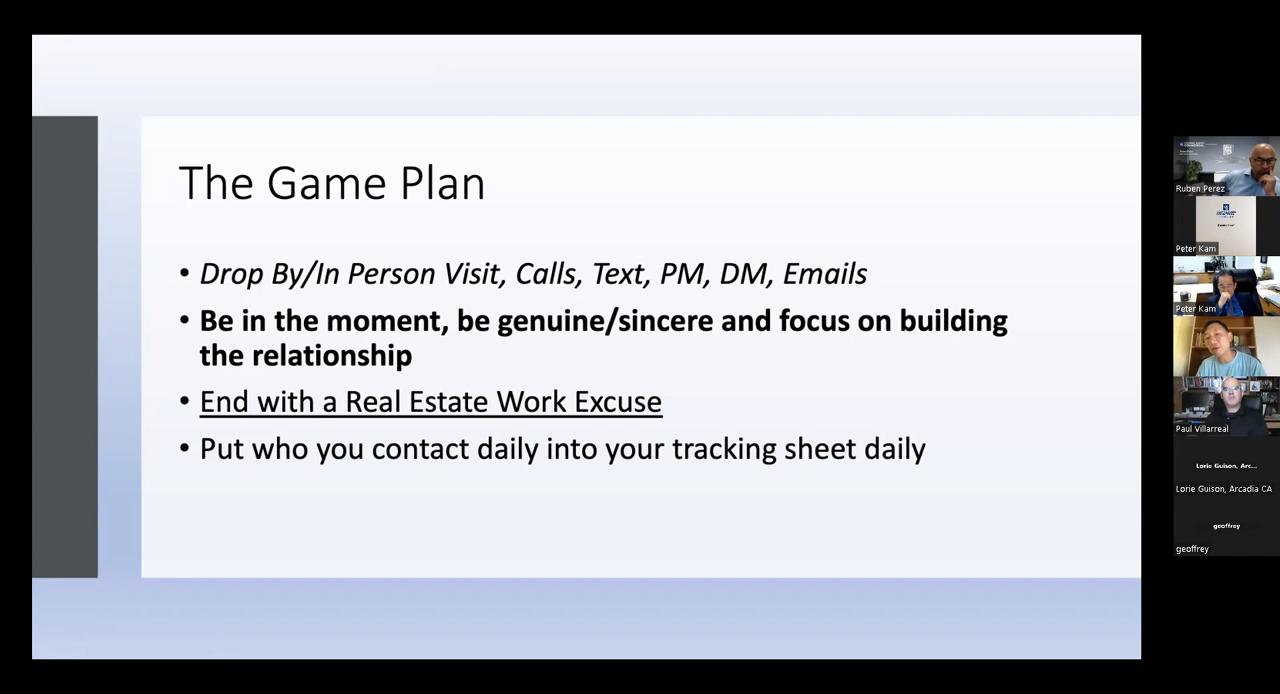 The Game Plan
• Drop By/In Person Visit, Calls, Text, PM, DM, Emails
• Be in the moment, be genuine/sincere and focus on building
the relationship
• End with a Real Estate Work Excuse
• Put who you contact daily into your tracking sheet daily
Ruben Perez
Peter Kam
Peter Kam
Paul Villarreal
Lorie Guison, Arc...
Lorie Guison, Arcadia CA
geoffrey
geoffrey